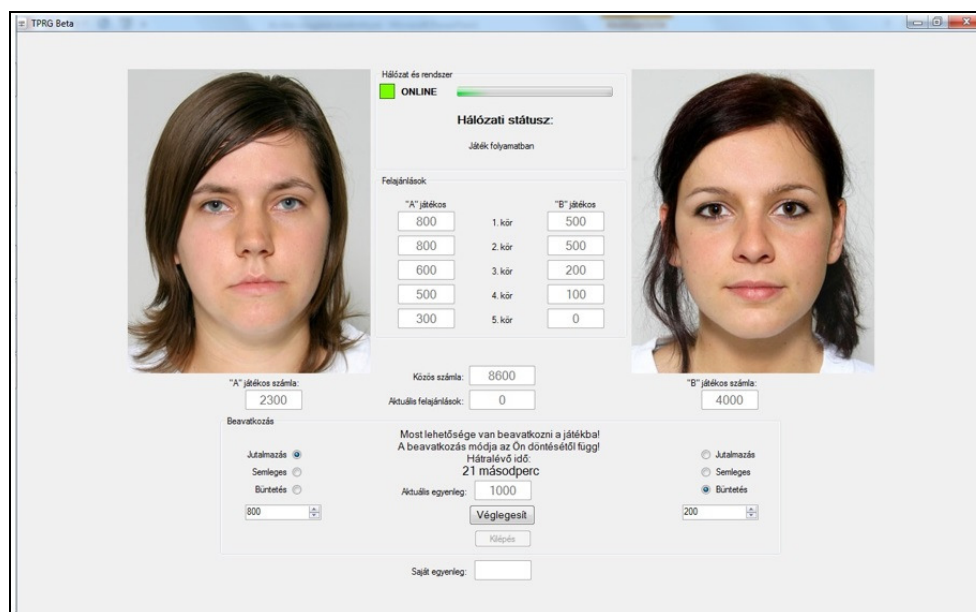 TPRG Beta
Hálózat és rendszer
ONLINE
Hálózati státusz:
Játék folyamatban
Felajánlások
"A" játékos "B" játékos
800 1. kör 500
800 2. kör 500
600 3. kör 200
500 4. kör 100
300 5. kör 0
"A" játékos számla:
2300
Közös számla: 8600
Aktuális felajánlások: 0
"B" játékos számla:
4000
Beavatkozás
Most lehetősége van beavatkozni a játékba!
A beavatkozás módja az Ön döntésétől függ!
Hátralévő idő:
21 másodperc
Jutalmazás
Semleges
Büntetés
800
Aktuális egyenleg: 1000
Véglegesít
Kilépés
Jutalmazás
Semleges
Büntetés
200
Saját egyenleg: